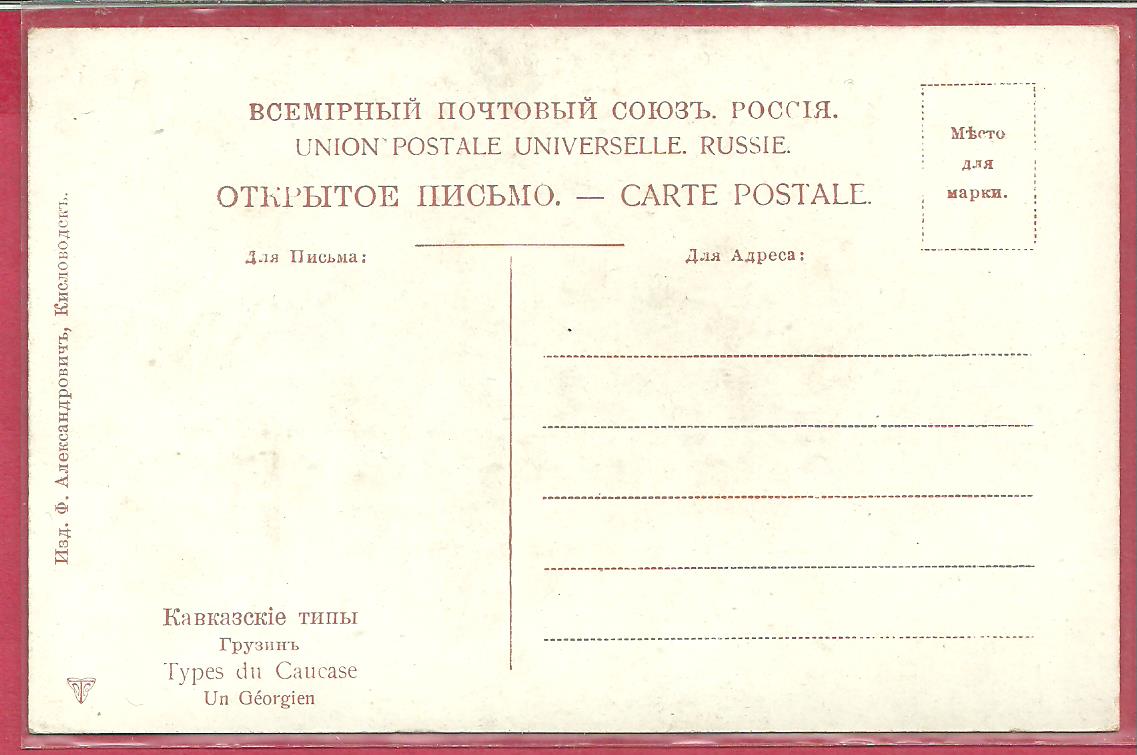 ВСЕМІРНЫЙ ПОЧТОВЫЙ СОЮЗЪ. РОССІЯ.
UNION POSTALE UNIVERSELLE. RUSSIE.
ОТКРЫТОЕ ПИСЬМО. — CARTE POSTALE.
Мѣсто
для
марки.
Для Письма:
Для Адреса:
Изд. Ф. Александровичъ, Кисловодскъ.
Кавказскіе типы
Грузинъ
Types du Caucase
Un Géorgien